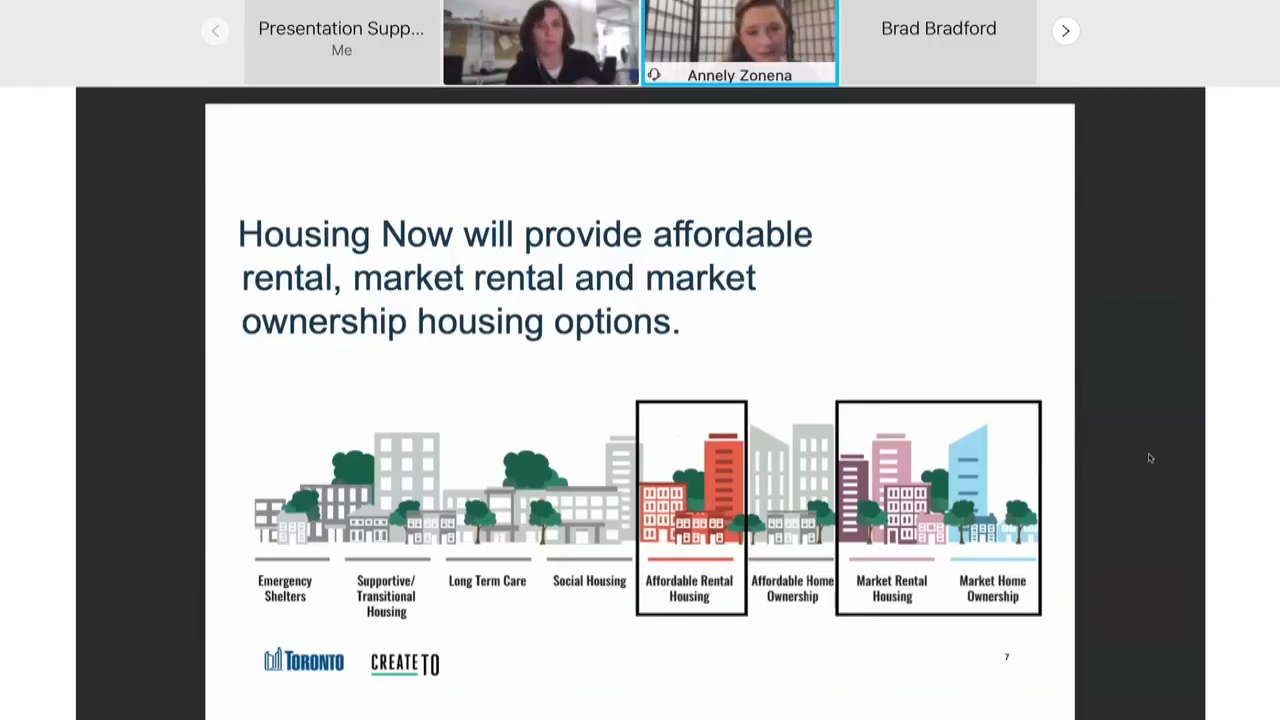 Presentation Supp...
Me
Annely Zonena
Brad Bradford
Housing Now will provide affordable
rental, market rental and market
ownership housing options.
Emergency
Shelters
Supportive/
Transitional
Housing
Long Term Care
Social Housing
Affordable Rental
Housing
Affordable Home
Ownership
Market Rental
Housing
Market Home
Ownership
TORONTO
CREATE TO
7